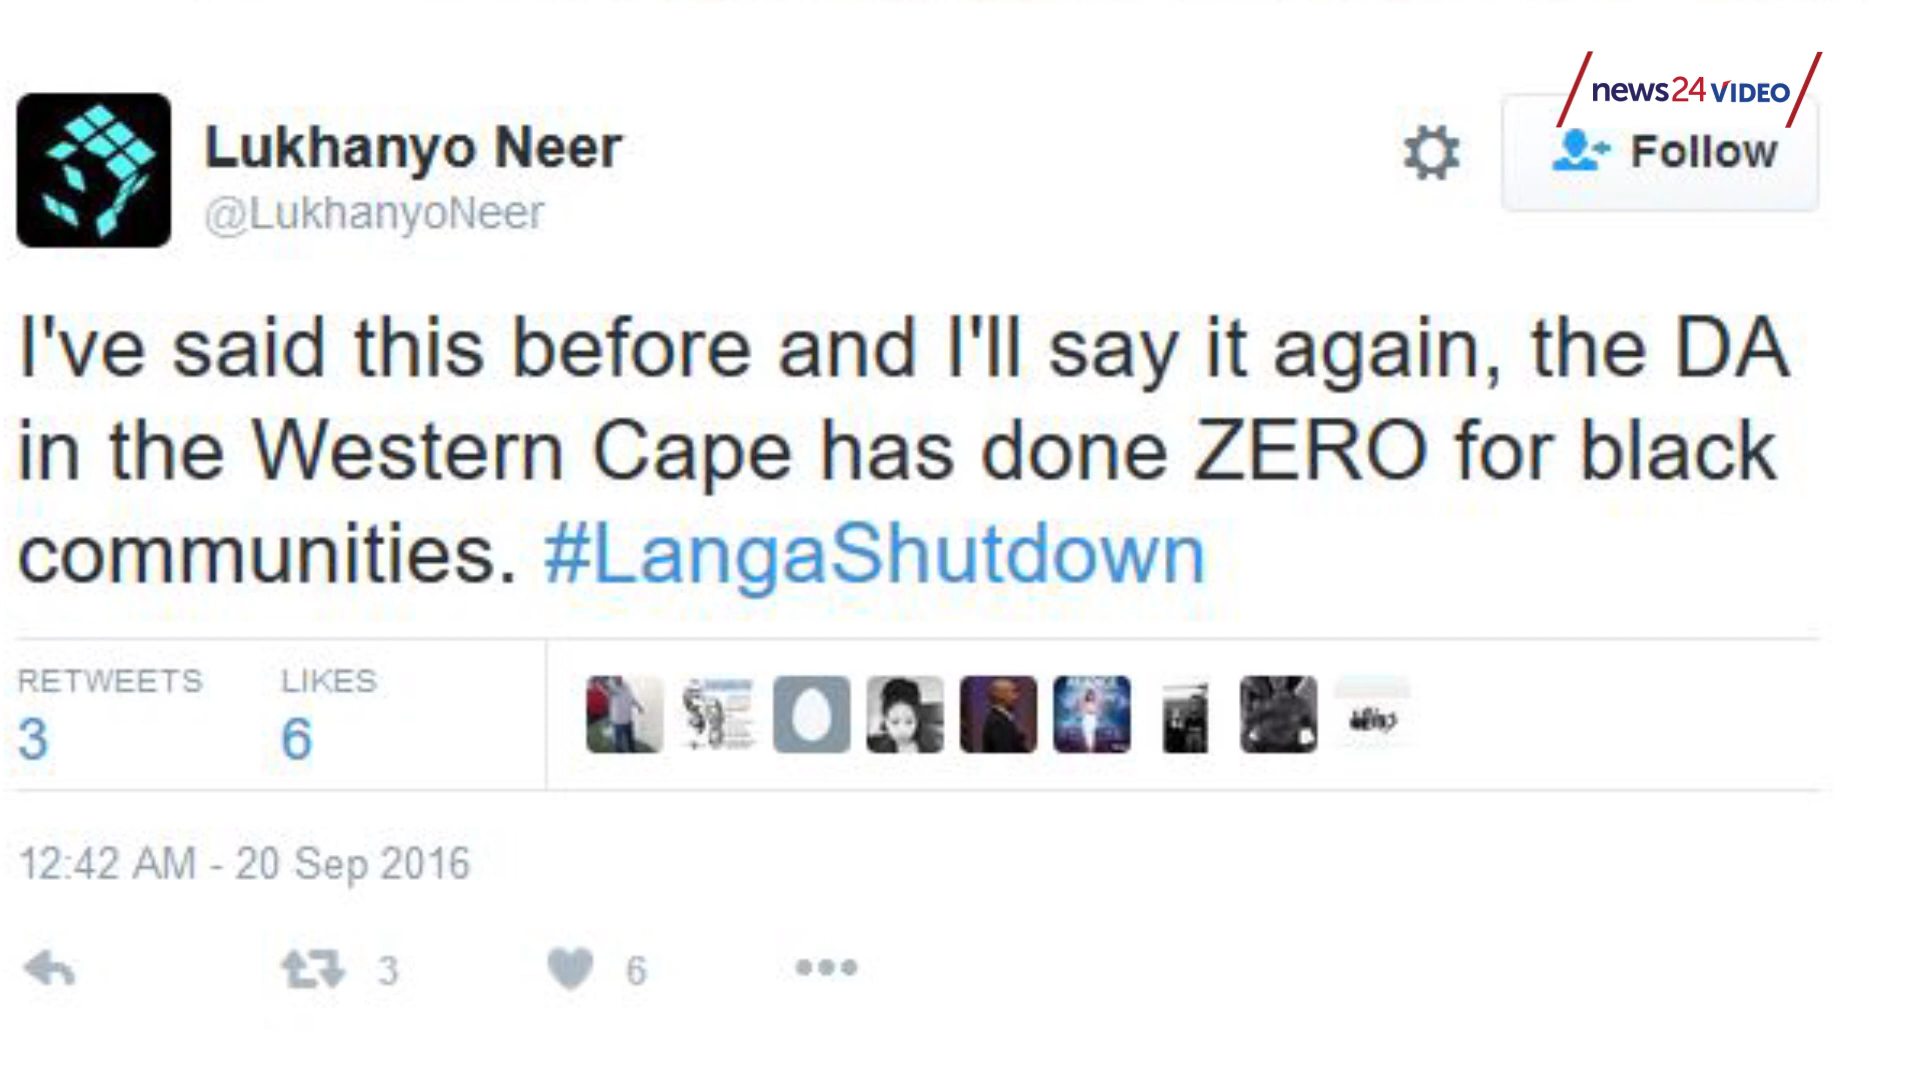 news24 VIDEO
Lukhanyo Neer
@LukhanyoNeer
Follow
I've said this before and I'll say it again, the DA
in the Western Cape has done ZERO for black
communities. #LangaShutdown
RETWEETS LIKES
3 6
12:42 AM - 20 Sep 2016
3 6